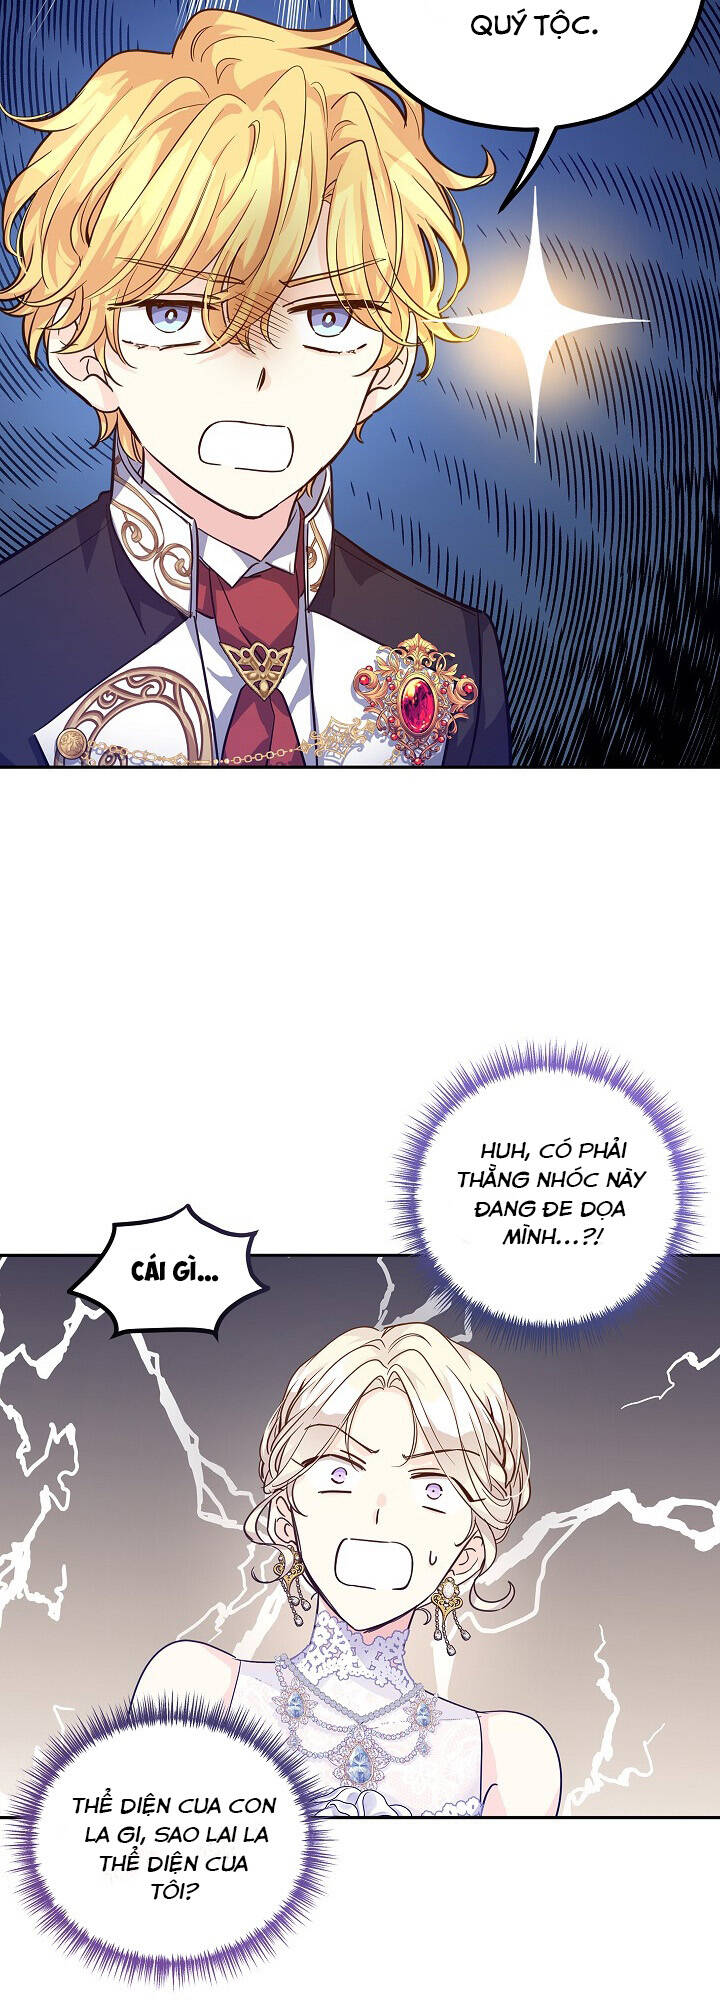 QUÝ TỘC.
HUH, CÓ PHẢI
THẰNG NHÓC NÀY
ĐANG ĐE DỌA
MÌNH...?!
CÁI GÌ...
THỂ DIỆN CUA CON
LA GI, SAO LAI LA
THỂ DIỆN CUA
TÔI?